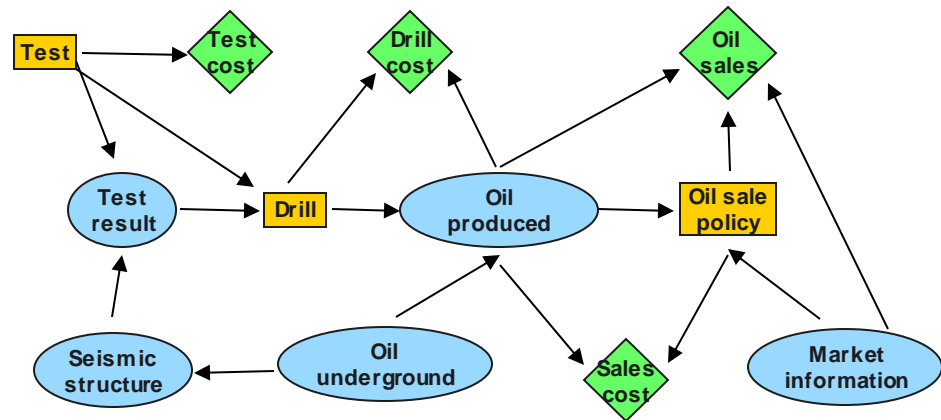 Test
Test
cost
Drill
cost
Oil
sales
Test
result
Drill
Oil
produced
Oil sale
policy
Seismic
structure
Oil
underground
Sales
cost
Market
information